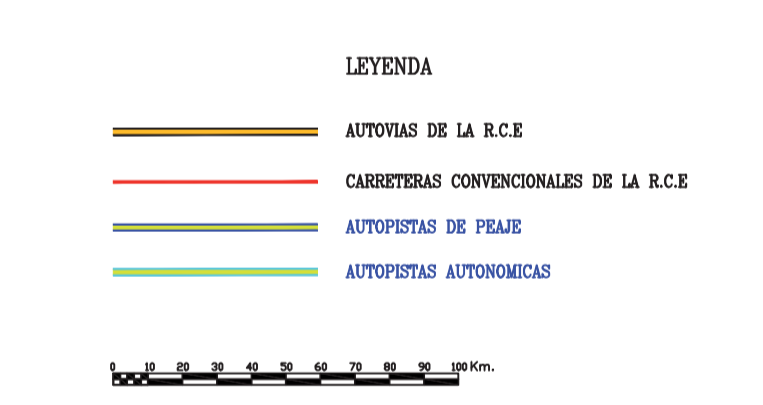 LEYENDA
AUTOVIAS DE LA R.C.E
CARRETERAS CONVENCIONALES DE LA R.C.E
AUTOPISTAS DE PEAJE
AUTOPISTAS AUTONOMICAS
0 10 20 30 40 50 60 70 80 90 100 Km.